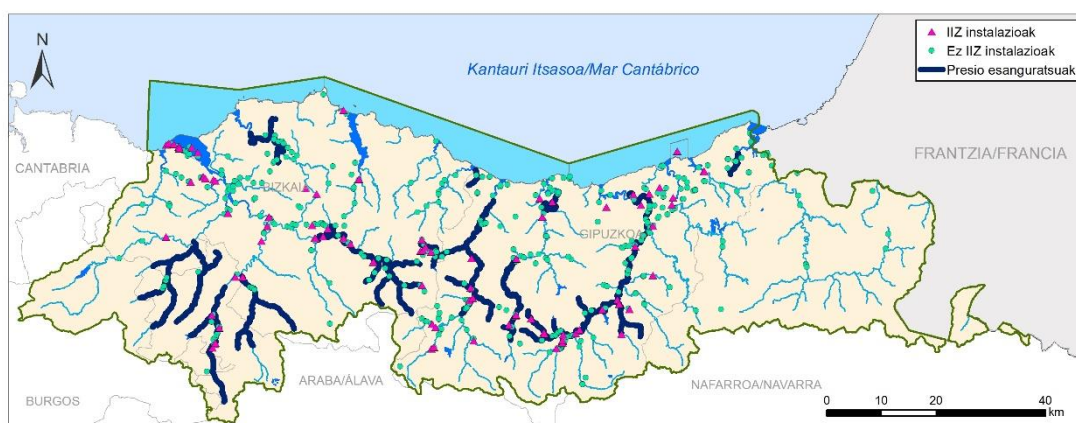 N
Kantauri Itsasoa/Mar Cantábrico
IIZ instalazioak
Ez IIZ instalazioak
Presio esanguratsuak
CANTABRIA
FRANTZIA/FRANCIA
BIZKAIA
GIPUZKOA
ARABA/ÁLAVA
NAFARROA/NAVARRA
BURGOS
0 10 20 40
km